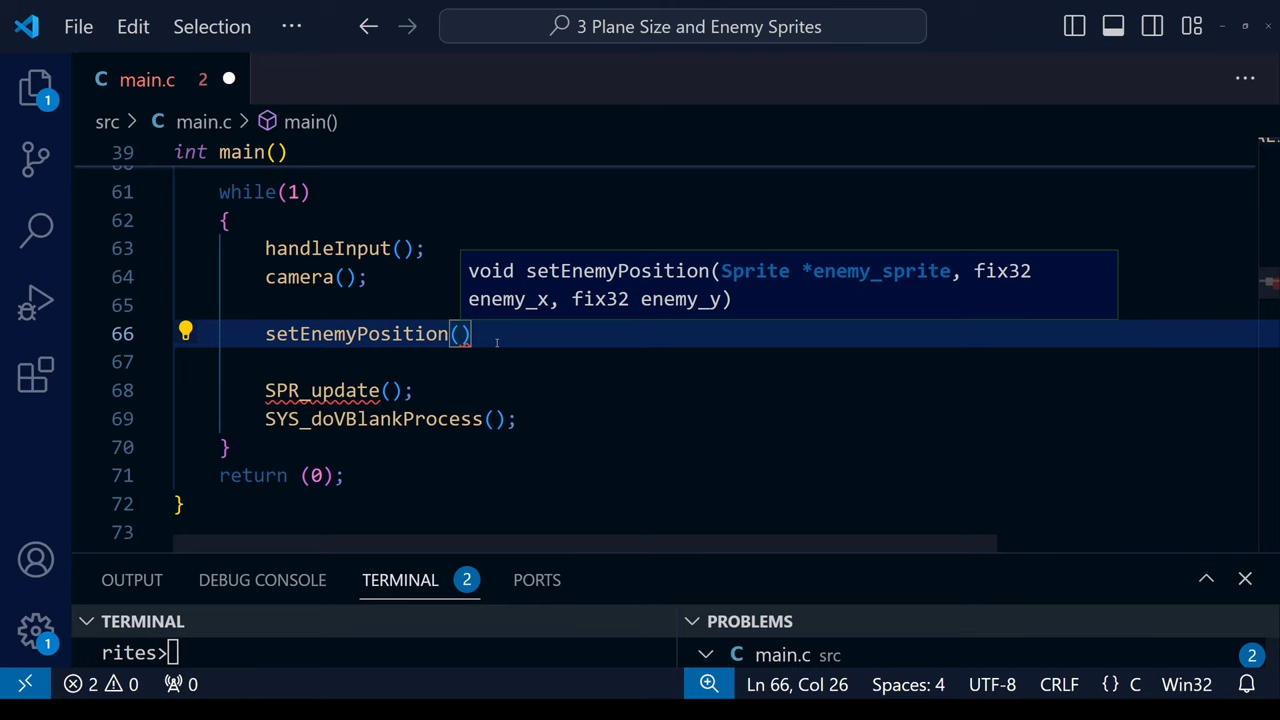 File Edit Selection ··· 3 Plane Size and Enemy Sprites
C main.c 2
src > C main.c > main()
39 int main()
61 while(1)
62 {
63 handleInput();
64 camera();
void setEnemyPosition(Sprite *enemy_sprite, fix32
enemy_x, fix32 enemy_y)
65
66 setEnemyPosition()
67
68 SPR_update();
69 SYS_doVBlankProcess();
70 }
71 return (0);
72 }
73
OUTPUT DEBUG CONSOLE TERMINAL 2 PORTS
TERMINAL PROBLEMS
rites> C main.c src 2
1
1
2 0 0 Ln 66, Col 26 Spaces: 4 UTF-8 CRLF {} C Win32